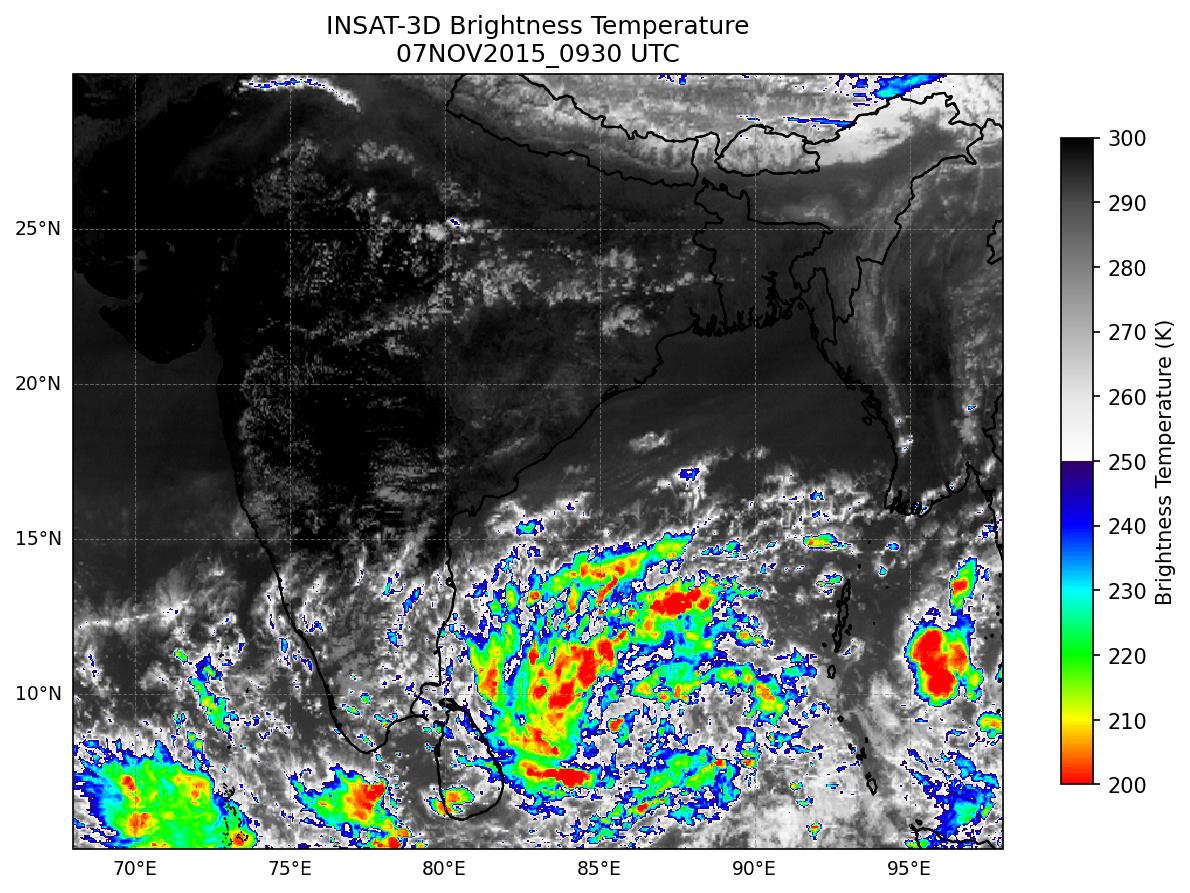 INSAT-3D Brightness Temperature
07NOV2015_0930 UTC
25°N
20°N
15°N
10°N
70°E
75°E
80°E
85°E
90°E
95°E
300
290
280
270
260
250
240
230
220
210
200
Brightness Temperature (K)